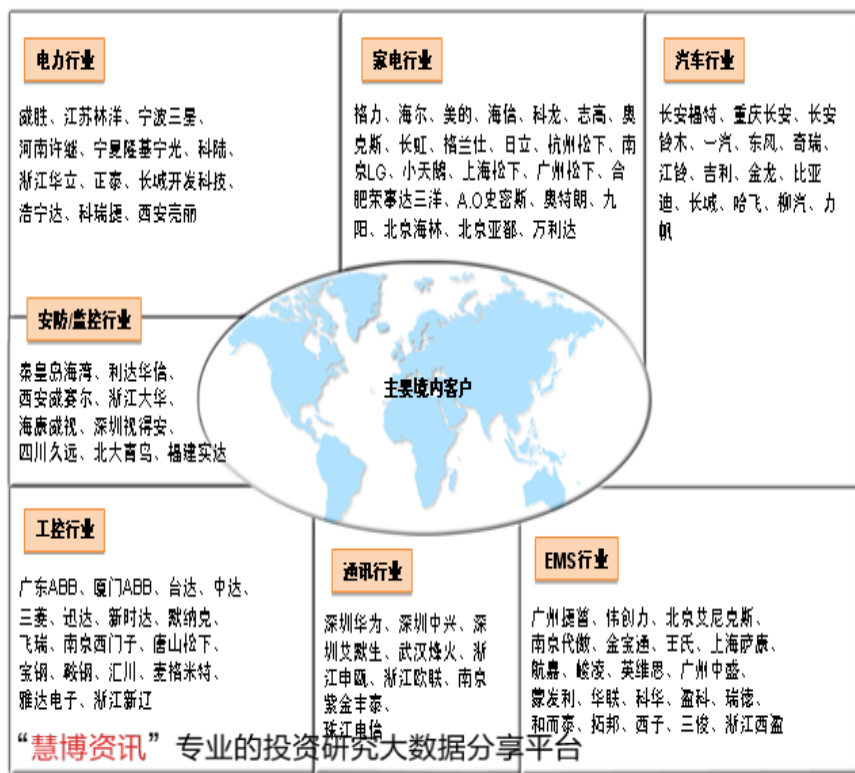 电力行业
威胜、江苏林洋、宁波三星、
河南许继、宁夏隆基宁光、科陆、
浙江华立、正泰、长城开发科技、
浩宁达、科瑞捷、西安亮丽
家电行业
格力、海尔、美的、海信、科龙、志高、奥
克斯、长虹、格兰仕、日立、杭州松下、南
京LG、小天鹅、上海松下、广州松下、合
肥荣事达三洋、A.O史密斯、奥特朗、九
阳、北京海林、北京亚都、万利达
汽车行业
长安福特、重庆长安、长安
铃木、一汽、东风、奇瑞、
江铃、吉利、金龙、比亚
迪、长城、哈飞、柳汽、力
帆
安防/监控行业
秦皇岛海湾、利达华信、
西安威赛尔、浙江大华、
海康威视、深圳视得安、
四川久远、北大青鸟、福建实达
主要境内客户
工控行业
广东ABB、厦门ABB、台达、中达、
三菱、迅达、新时达、默纳克、
飞瑞、南京西门子、唐山松下、
宝钢、鞍钢、汇川、麦格米特、
雅达电子、浙江新辽
通讯行业
深圳华为、深圳中兴、深
圳艾默生、武汉烽火、浙
江申瓯、浙江欧联、南京
紫金丰泰、
珠江电信
EMS行业
广州捷普、伟创力、北京艾尼克斯、
南京代傲、金宝通、王氏、上海萨康、
航嘉、峻凌、英维思、广州中盛、
蒙发利、华联、科华、盈科、瑞德、
和而泰、拓邦、西子、三俊、浙江西盈
“慧博资讯”专业的投资研究大数据分享平台